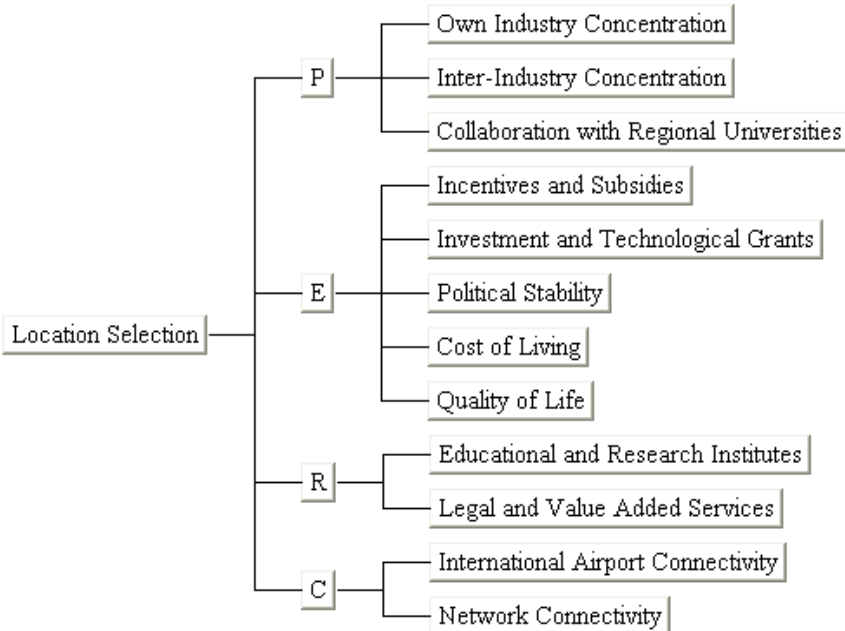 Location Selection
P
Own Industry Concentration
Inter-Industry Concentration
Collaboration with Regional Universities
E
Incentives and Subsidies
Investment and Technological Grants
Political Stability
Cost of Living
Quality of Life
R
Educational and Research Institutes
Legal and Value Added Services
C
International Airport Connectivity
Network Connectivity